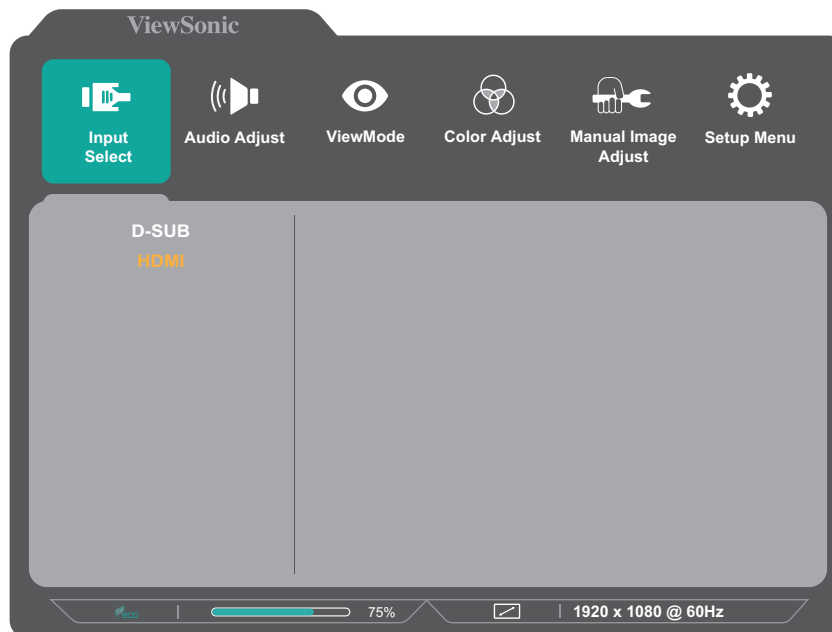 ViewSonic
Input
Select
Audio Adjust
ViewMode
Color Adjust
Manual Image
Adjust
Setup Menu
D-SUB
HDMI
eco
75%
1920 x 1080 @ 60Hz